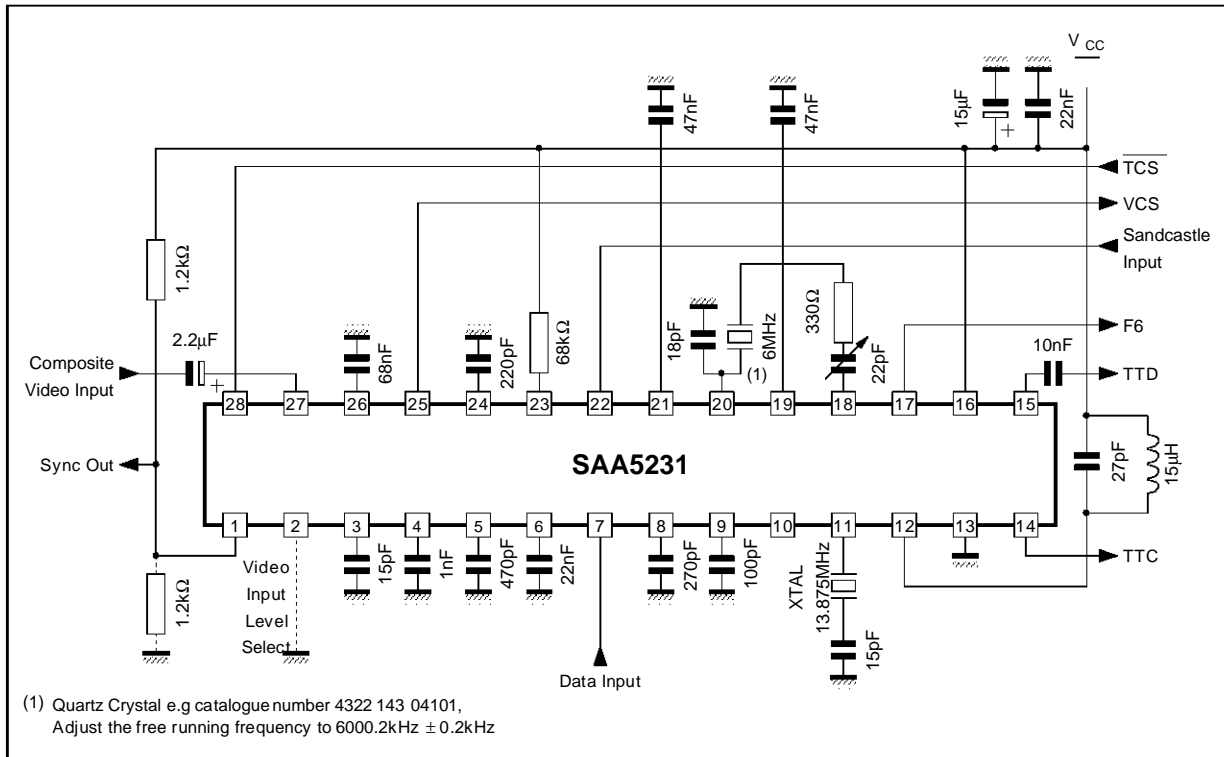 V CC
47nF
47nF
15μF
+
22nF
TCS
VCS
Sandcastle
Input
1.2kΩ
2.2μF
+
Composite
Video Input
68nF
220pF
68kΩ
18pF
6MHz
(1)
330Ω
22pF
F6
10nF
TTD
28 27 26 25 24 23 22 21 20 19 18 17 16 15
Sync Out
SAA5231
27pF
15μH
1 2 3 4 5 6 7 8 9 10 11 12 13 14
1.2kΩ
Video
Input
Level
Select
15pF
1nF
470pF
22nF
270pF
100pF
XTAL
13.875MHz
15pF
TTC
Data Input
(1) Quartz Crystal e.g catalogue number 4322 143 04101,
Adjust the free running frequency to 6000.2kHz ± 0.2kHz